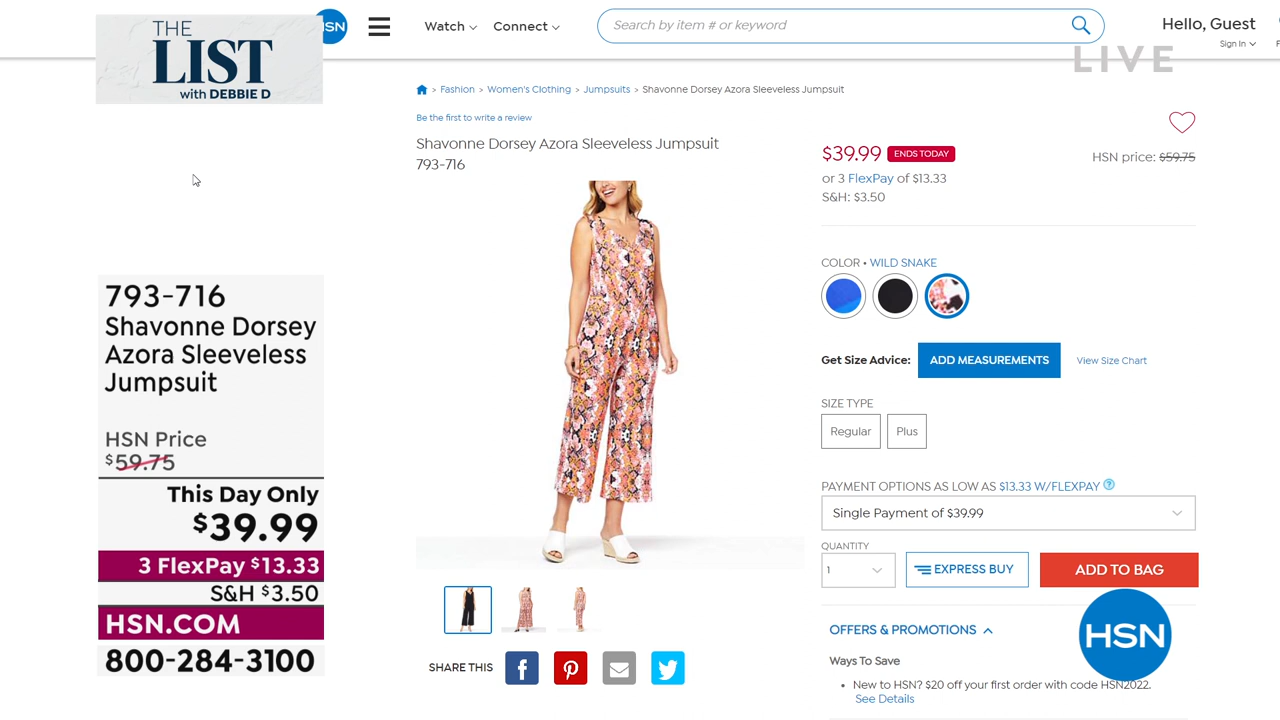 THE
LIST
with DEBBIE D
HSN
Watch
Connect
Search by item # or keyword
Hello, Guest
Sign In
LIVE
> Fashion > Women's Clothing > Jumpsuits > Shavonne Dorsey Azora Sleeveless Jumpsuit
Be the first to write a review
Shavonne Dorsey Azora Sleeveless Jumpsuit
793-716
$39.99 ENDS TODAY
HSN price: $59.75
or 3 FlexPay of $13.33
S&H: $3.50
COLOR • WILD SNAKE
Get Size Advice: ADD MEASUREMENTS View Size Chart
SIZE TYPE
Regular Plus
PAYMENT OPTIONS AS LOW AS $13.33 W/FLEXPAY ?
Single Payment of $39.99
QUANTITY
1
EXPRESS BUY
ADD TO BAG
OFFERS & PROMOTIONS
HSN
Ways To Save
• New to HSN? $20 off your first order with code HSN2022.
See Details
SHARE THIS
793-716
Shavonne Dorsey
Azora Sleeveless
Jumpsuit
HSN Price
$59.75
This Day Only
$39.99
3 FlexPay $13.33
S&H $3.50
HSN.COM
800-284-3100